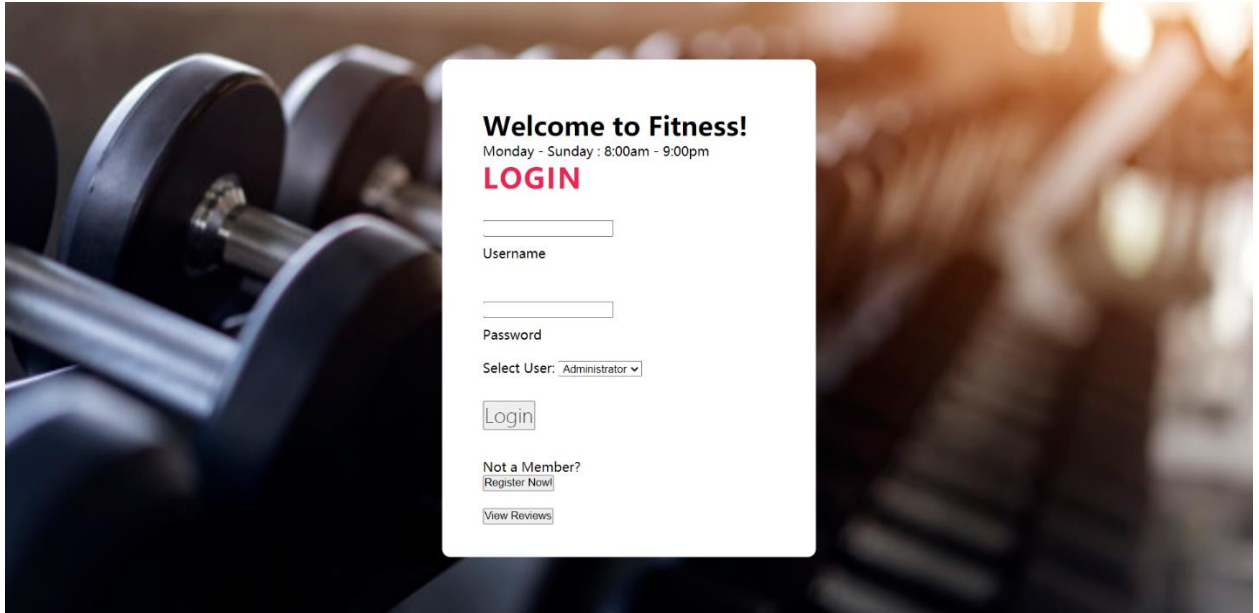 Welcome to Fitness!
Monday - Sunday : 8:00am - 9:00pm
LOGIN
Username
Password
Select User: Administrator
Login
Not a Member?
Register Now!
View Reviews